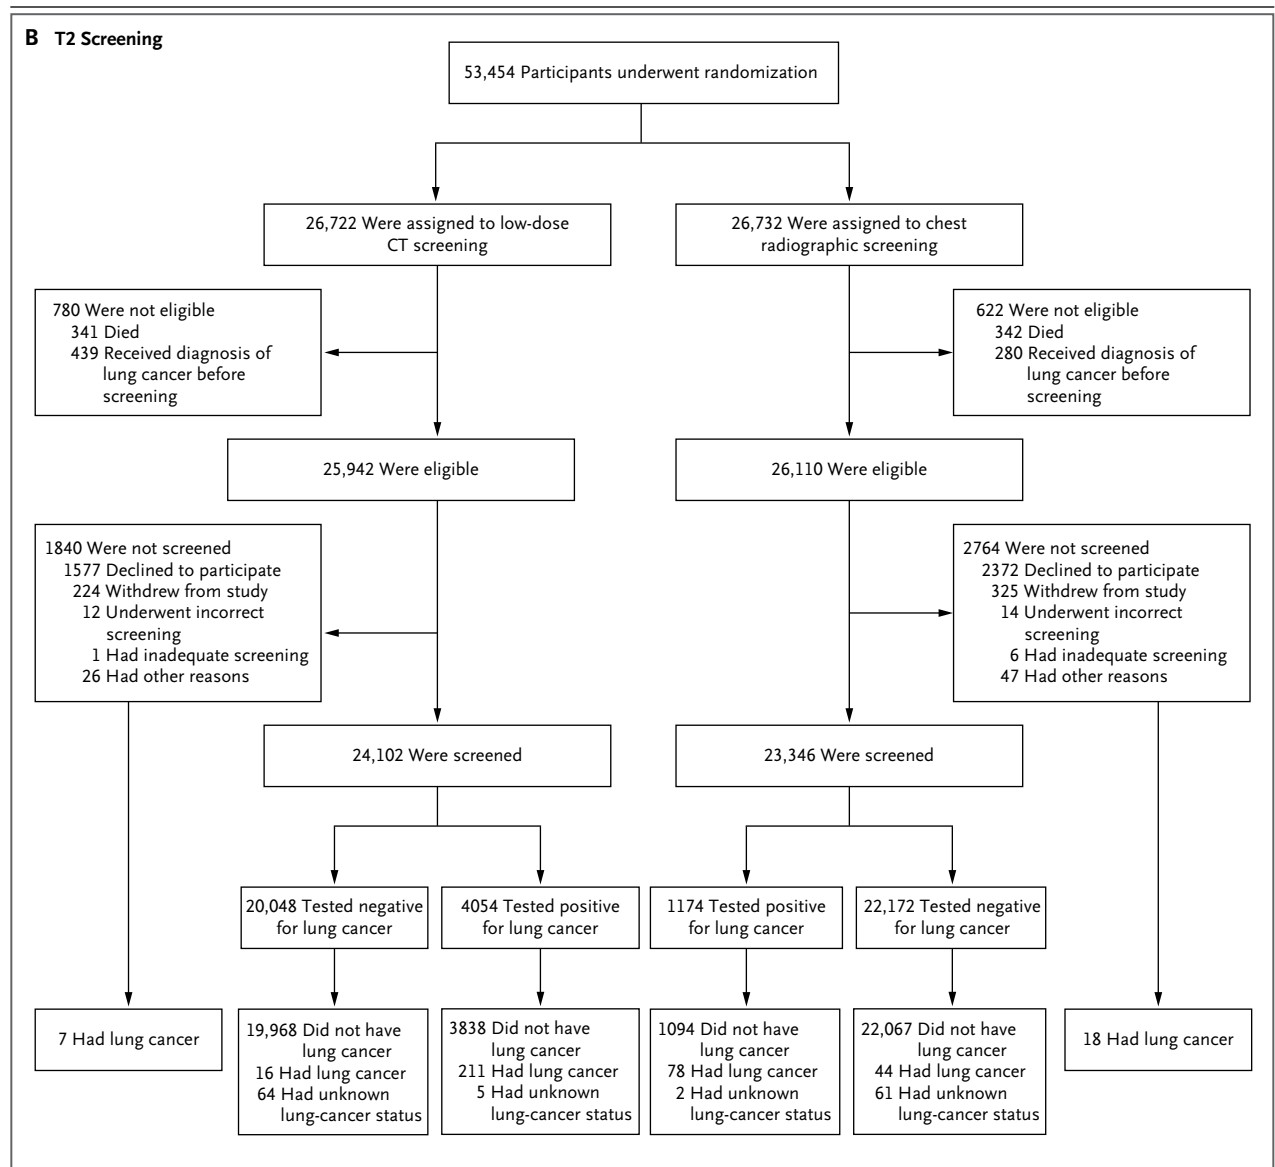 B T2 Screening
53,454 Participants underwent randomization
26,722 Were assigned to low-dose
CT screening
26,732 Were assigned to chest
radiographic screening
780 Were not eligible
341 Died
439 Received diagnosis of
lung cancer before
screening
622 Were not eligible
342 Died
280 Received diagnosis of
lung cancer before
screening
25,942 Were eligible
26,110 Were eligible
1840 Were not screened
1577 Declined to participate
224 Withdrew from study
12 Underwent incorrect
screening
1 Had inadequate screening
26 Had other reasons
2764 Were not screened
2372 Declined to participate
325 Withdrew from study
14 Underwent incorrect
screening
6 Had inadequate screening
47 Had other reasons
24,102 Were screened
23,346 Were screened
20,048 Tested negative
for lung cancer
4054 Tested positive
for lung cancer
1174 Tested positive
for lung cancer
22,172 Tested negative
for lung cancer
7 Had lung cancer
19,968 Did not have
lung cancer
16 Had lung cancer
64 Had unknown
lung-cancer status
3838 Did not have
lung cancer
211 Had lung cancer
5 Had unknown
lung-cancer status
1094 Did not have
lung cancer
78 Had lung cancer
2 Had unknown
lung-cancer status
22,067 Did not have
lung cancer
44 Had lung cancer
61 Had unknown
lung-cancer status
18 Had lung cancer